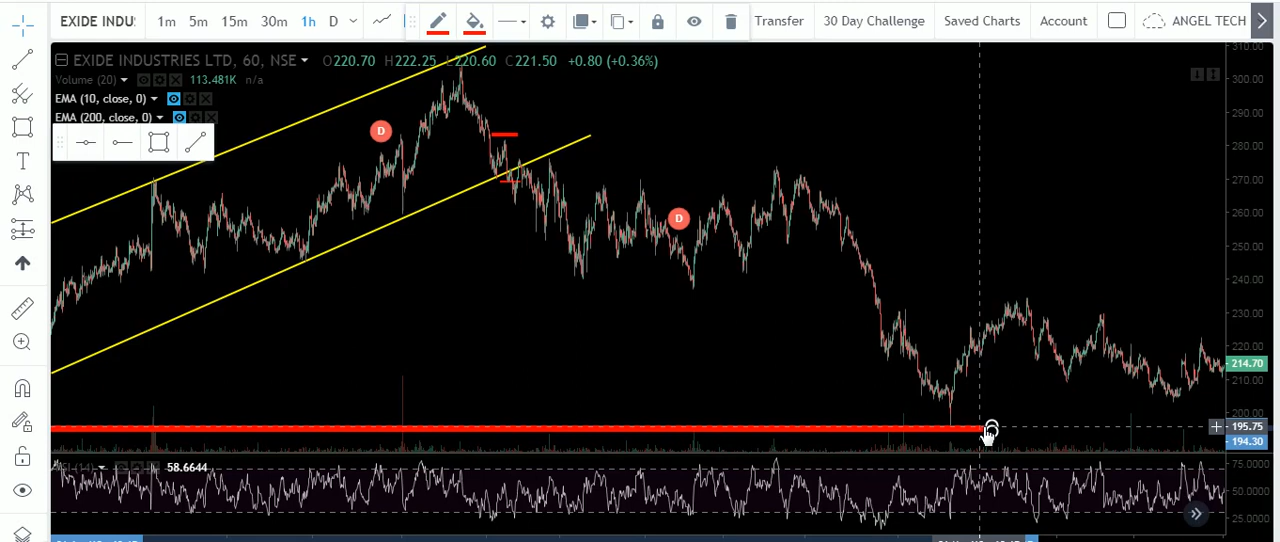 EXIDE INDUS 1m 5m 15m 30m 1h D Transfer 30 Day Challenge Saved Charts Account ANGEL TECH
EXIDE INDUSTRIES LTD, 60, NSE O220.70 H222.25 L220.60 C221.50 +0.80 (+0.36%)
Volume (20) 113.481K n/a
EMA (10, close, 0)
EMA (200, close, 0)
T
D
D
310.00
300.00
290.00
280.00
270.00
260.00
250.00
240.00
230.00
220.00
214.70
210.00
200.00
195.75
194.30
RSI (14) 58.6644
75.0000
50.0000
30.0000